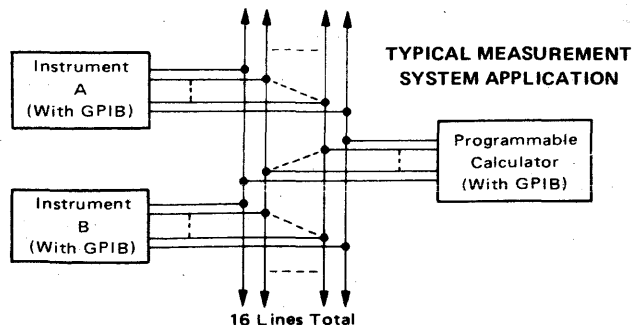 TYPICAL MEASUREMENT
SYSTEM APPLICATION
Instrument
A
(With GPIB)
Programmable
Calculator
(With GPIB)
Instrument
B
(With GPIB)
16 Lines Total